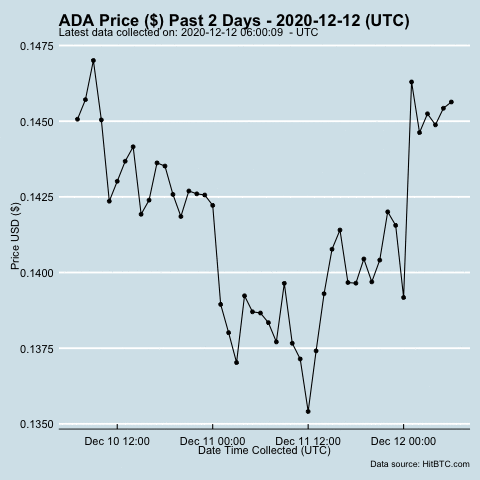 ADA Price ($) Past 2 Days - 2020-12-12 (UTC)
Latest data collected on: 2020-12-12 06:00:09  - UTC
0.1475
0.1450
0.1425
0.1400
0.1375
0.1350
Price USD ($)
Dec 10 12:00
Dec 11 00:00
Dec 11 12:00
Dec 12 00:00
Date Time Collected (UTC)
Data source: HitBTC.com